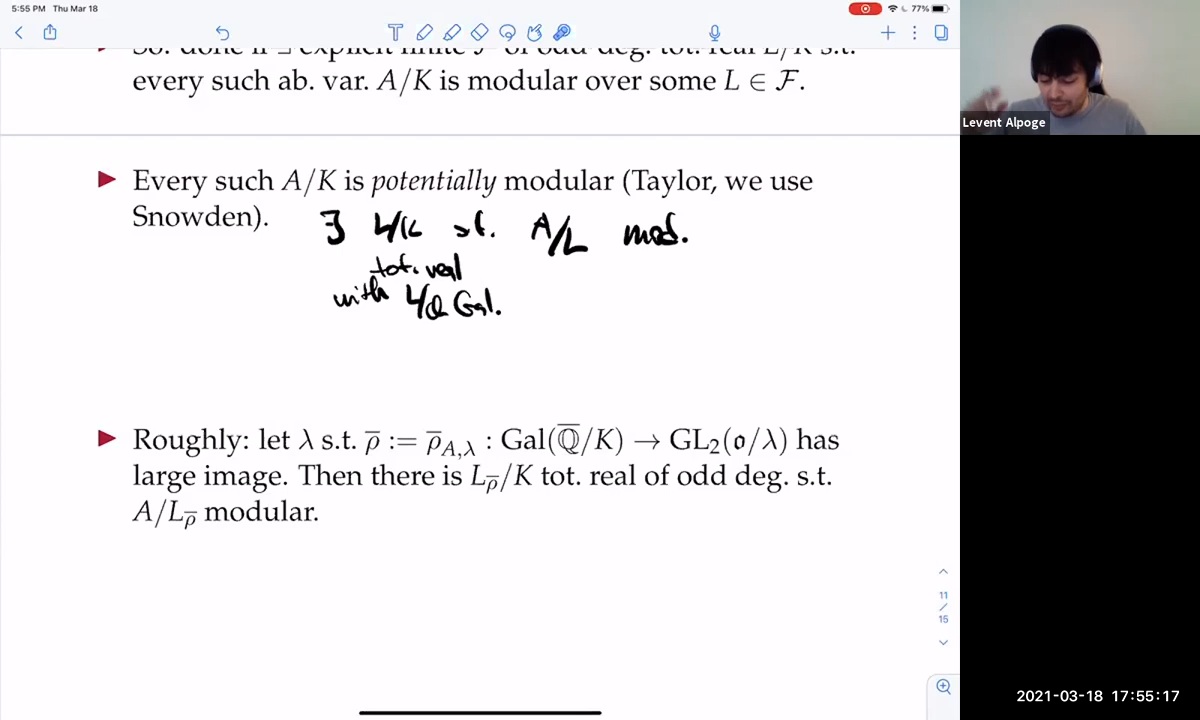 5:55 PM Thu Mar 18
77%
every such ab. var. A/K is modular over some L ∈ ℱ.
Levent Alpoge
▶ Every such A/K is potentially modular (Taylor, we use
Snowden).
∃ L/K s.t. A/L mod.
tot. real
with L/ℚ Gal.
▶ Roughly: let λ s.t. ρ̅ := ρ̅_{A,λ} : Gal(ℚ̅/K) → GL₂(𝔬/λ) has
large image. Then there is L_ρ̅/K tot. real of odd deg. s.t.
A/L_ρ̅ modular.
11
/
15
2021-03-18 17:55:17